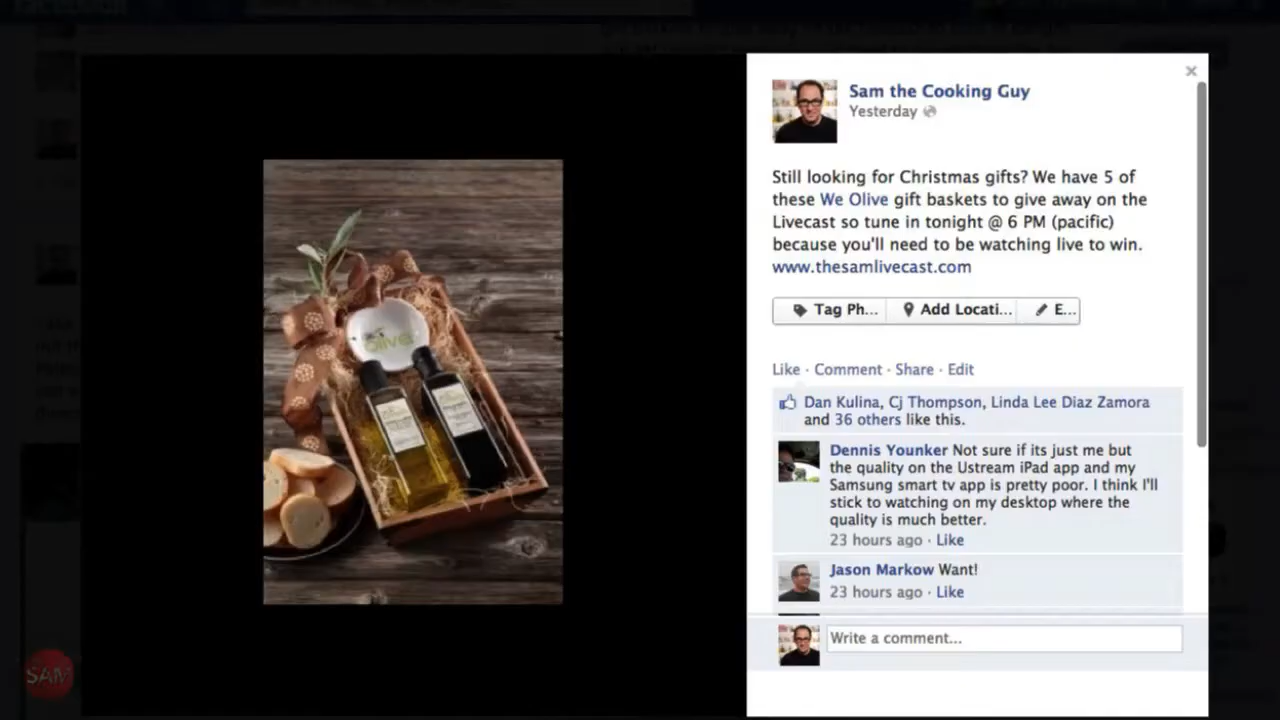 Sam the Cooking Guy
Yesterday
Still looking for Christmas gifts? We have 5 of
these We Olive gift baskets to give away on the
Livecast so tune in tonight @ 6 PM (pacific)
because you'll need to be watching live to win.
www.thesamlivecast.com
Tag Ph... Add Locati... E...
Like · Comment · Share · Edit
Dan Kulina, Cj Thompson, Linda Lee Diaz Zamora
and 36 others like this.
Dennis Younker Not sure if its just me but
the quality on the Ustream iPad app and my
Samsung smart tv app is pretty poor. I think I'll
stick to watching on my desktop where the
quality is much better.
23 hours ago · Like
Jason Markow Want!
23 hours ago · Like
Write a comment...
olive
SAM